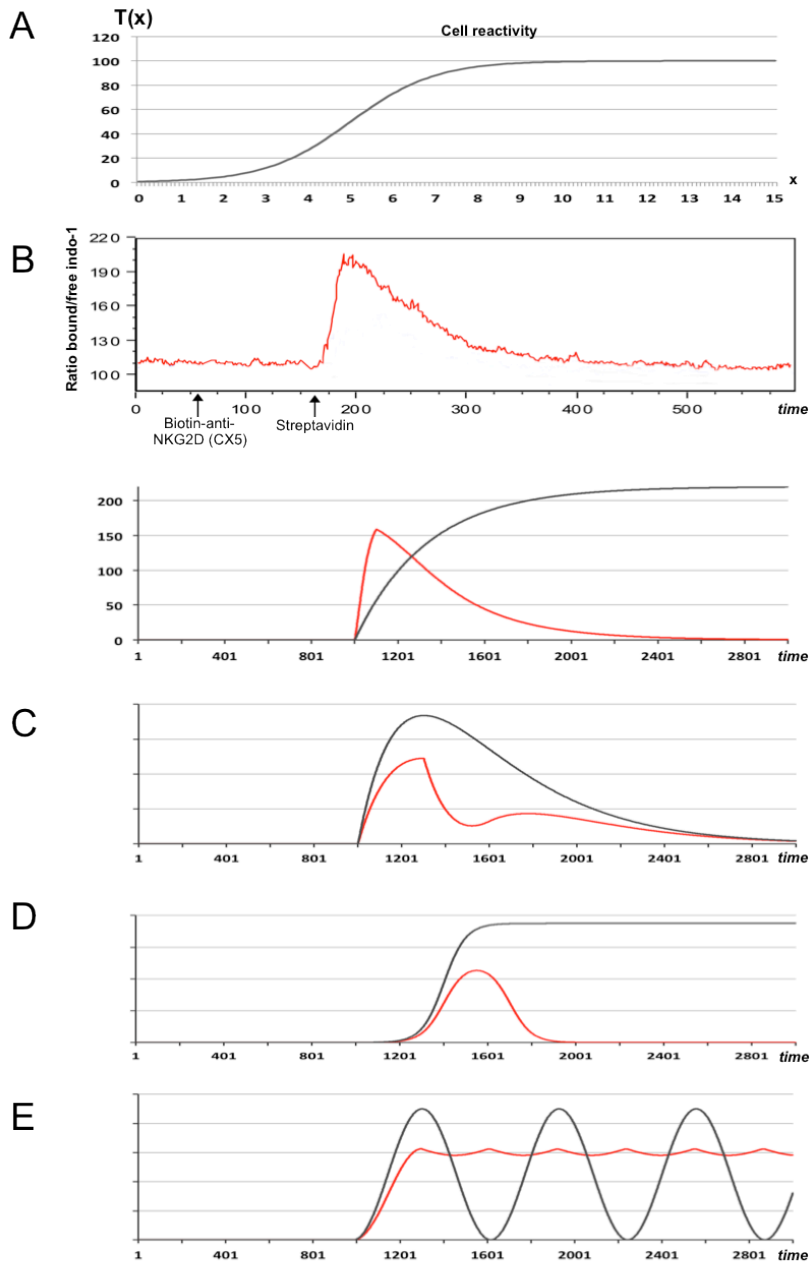 A
T(x)
Cell reactivity
120
100
80
60
40
20
0
0 1 2 3 4 5 6 7 8 9 10 11 12 13 14 15
x
B
Ratio bound/free indo-1
220
190
160
130
100
0 100 200 300 400 500 time
Biotin-anti-
NKG2D (CX5)
Streptavidin
200
150
100
50
0
1 401 801 1201 1601 2001 2401 2801 time
C
1 401 801 1201 1601 2001 2401 2801 time
D
1 401 801 1201 1601 2001 2401 2801 time
E
1 401 801 1201 1601 2001 2401 2801 time